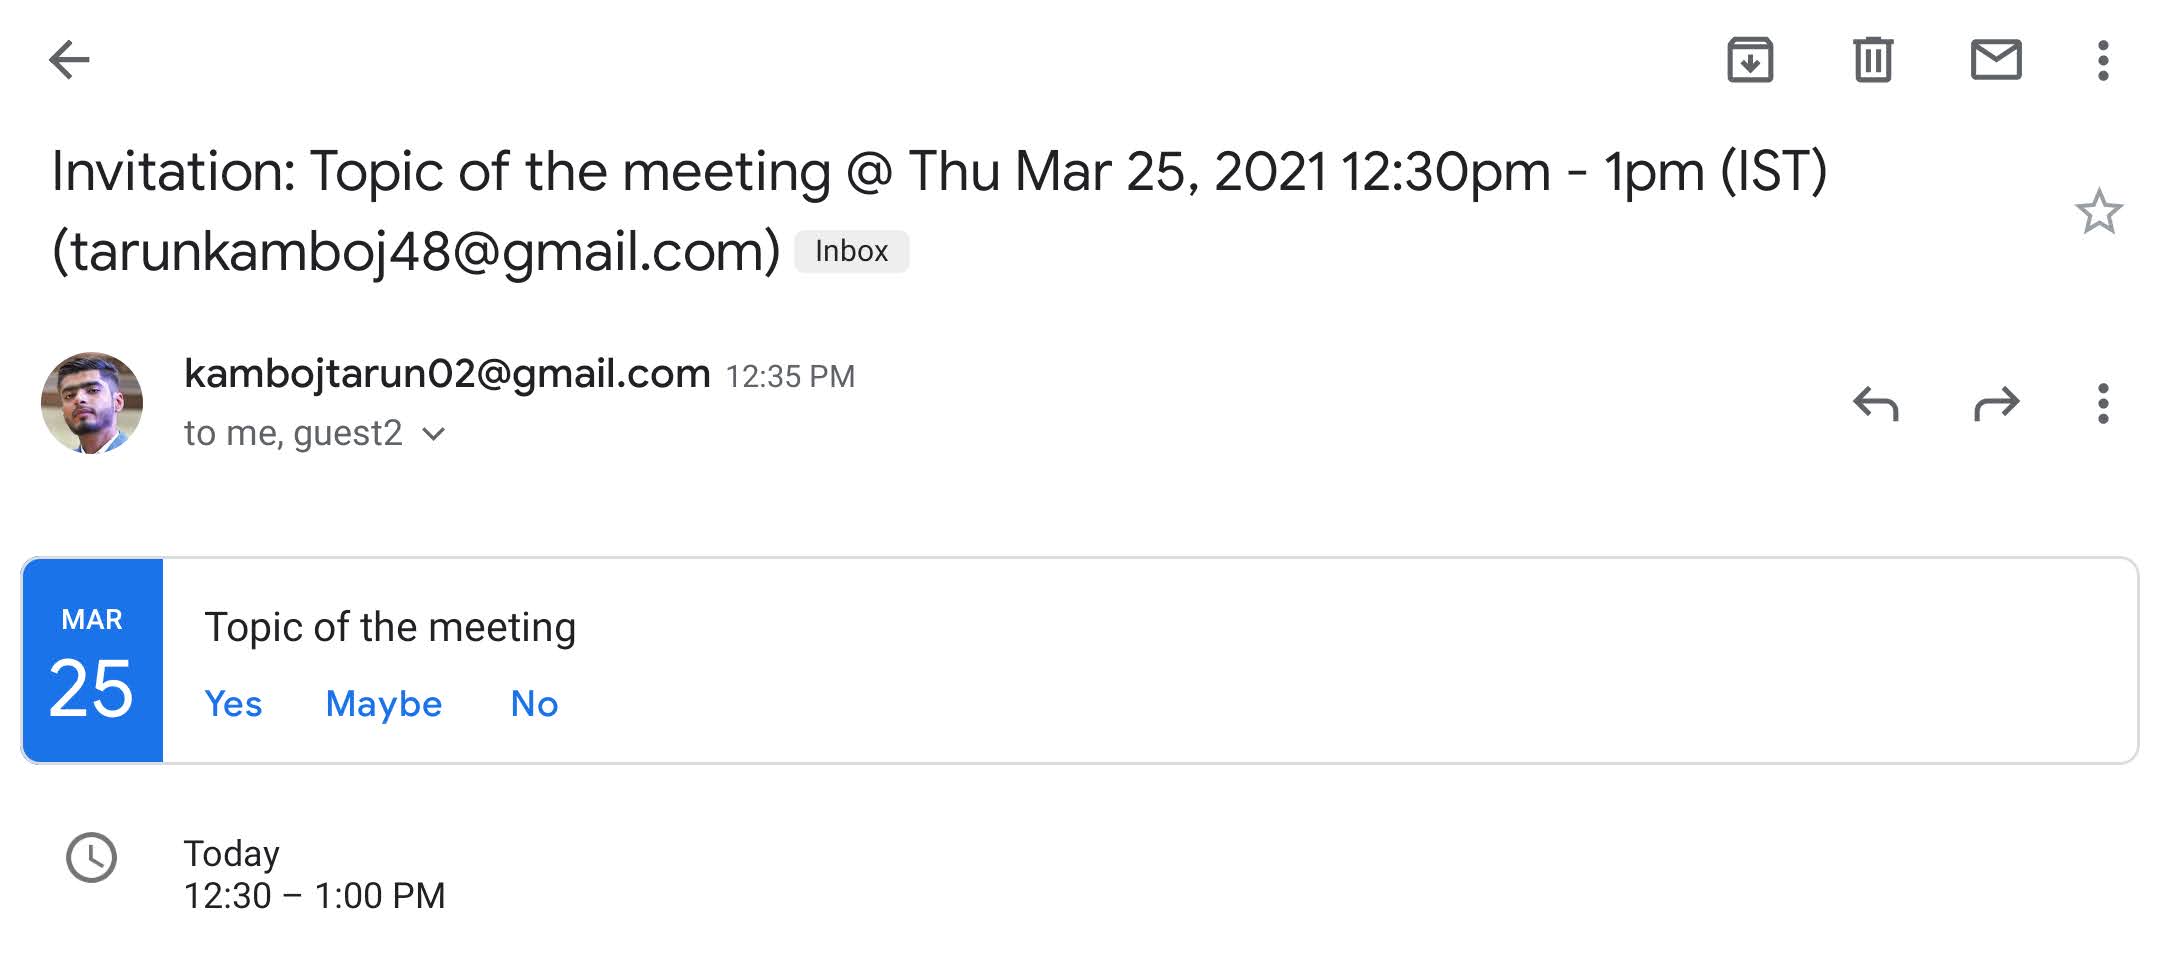 Invitation: Topic of the meeting @ Thu Mar 25, 2021 12:30pm - 1pm (IST)
(tarunkamboj48@gmail.com) Inbox
kambojtarun02@gmail.com 12:35 PM
to me, guest2
MAR
25
Topic of the meeting
Yes Maybe No
Today
12:30 – 1:00 PM